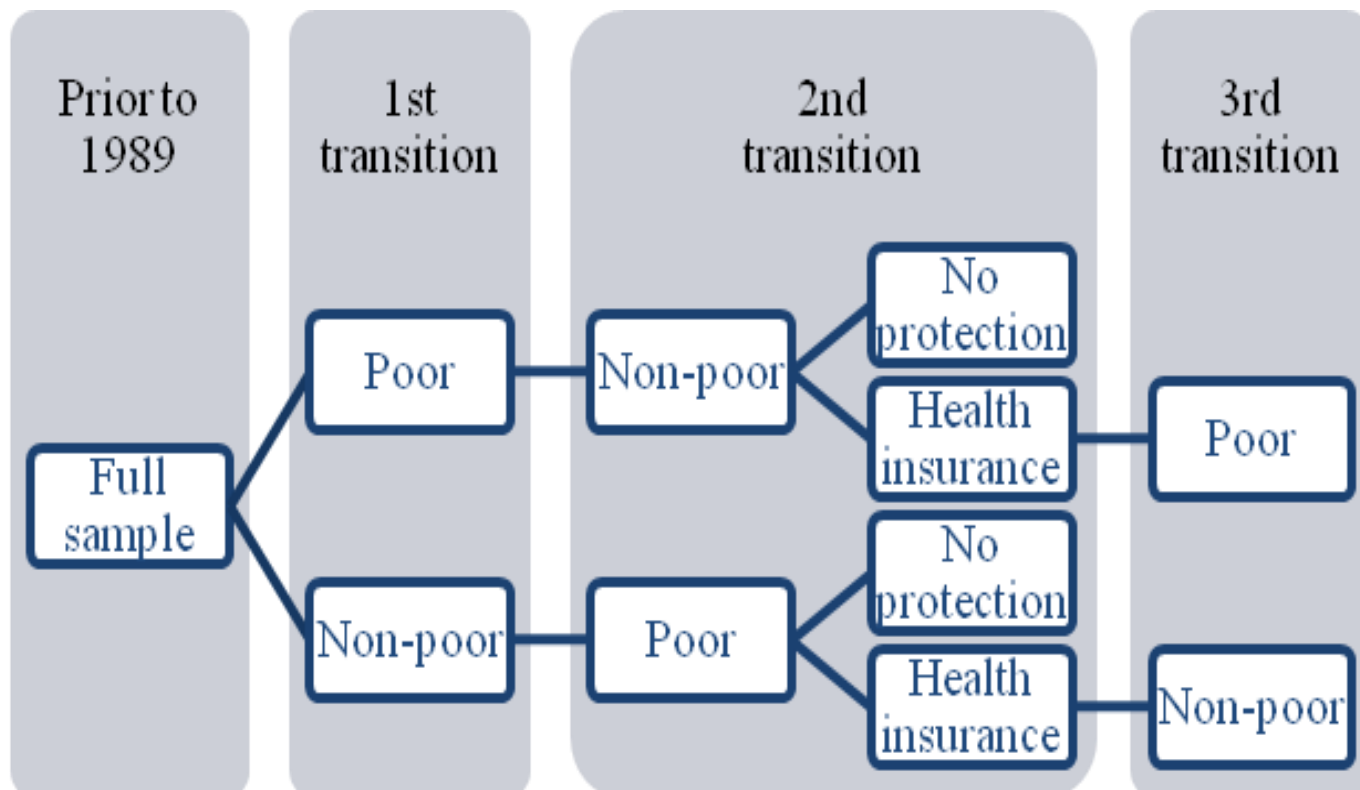 Prior to
1989
1st
transition
2nd
transition
3rd
transition
Full
sample
Poor
Non-poor
Non-poor
No
protection
Health
insurance
Poor
Poor
No
protection
Health
insurance
Non-poor